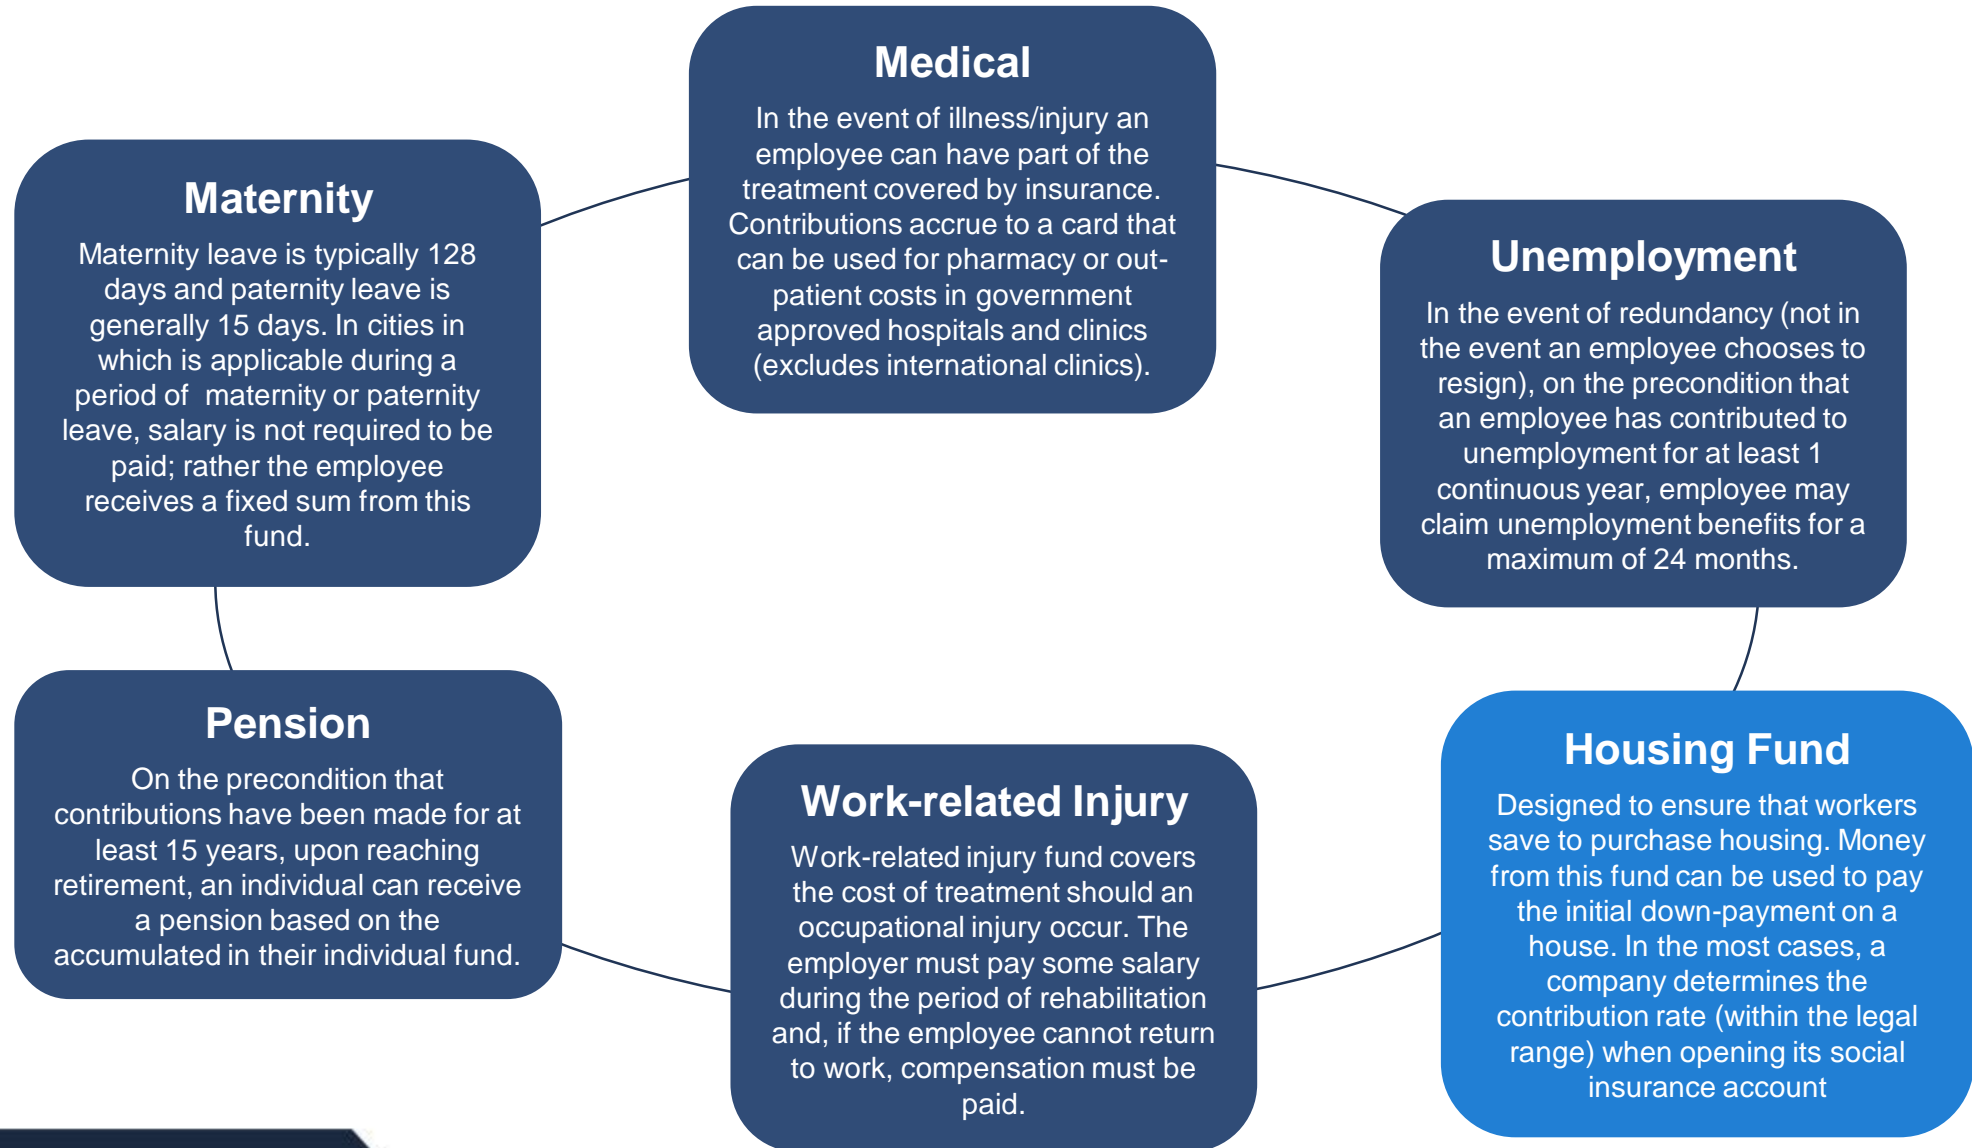 Medical
In the event of illness/injury an
employee can have part of the
treatment covered by insurance.
Contributions accrue to a card that
can be used for pharmacy or out-
patient costs in government
approved hospitals and clinics
(excludes international clinics).
Maternity
Maternity leave is typically 128
days and paternity leave is
generally 15 days. In cities in
which is applicable during a
period of  maternity or paternity
leave, salary is not required to be
paid; rather the employee
receives a fixed sum from this
fund.
Unemployment
In the event of redundancy (not in
the event an employee chooses to
resign), on the precondition that
an employee has contributed to
unemployment for at least 1
continuous year, employee may
claim unemployment benefits for a
maximum of 24 months.
Pension
On the precondition that
contributions have been made for at
least 15 years, upon reaching
retirement, an individual can receive
a pension based on the
accumulated in their individual fund.
Work-related Injury
Work-related injury fund covers
the cost of treatment should an
occupational injury occur. The
employer must pay some salary
during the period of rehabilitation
and, if the employee cannot return
to work, compensation must be
paid.
Housing Fund
Designed to ensure that workers
save to purchase housing. Money
from this fund can be used to pay
the initial down-payment on a
house. In the most cases, a
company determines the
contribution rate (within the legal
range) when opening its social
insurance account